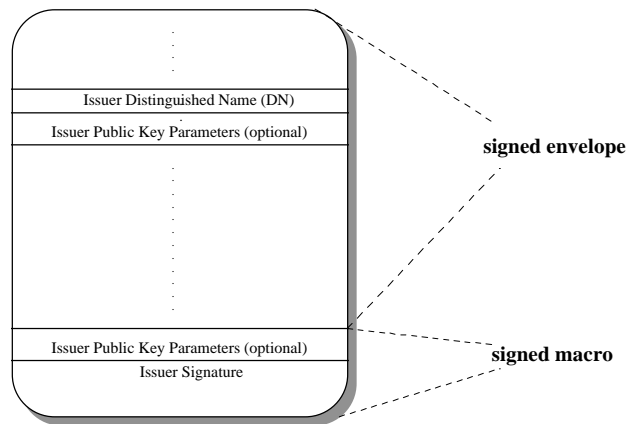 Issuer Distinguished Name (DN)
Issuer Public Key Parameters (optional)
signed envelope
Issuer Public Key Parameters (optional)
signed macro
Issuer Signature